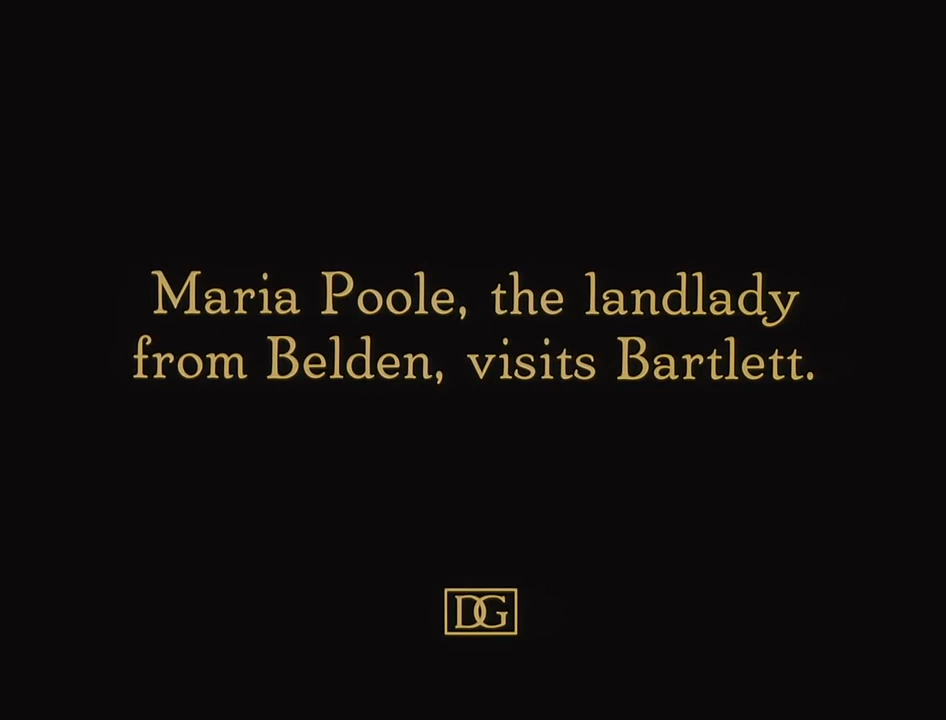 Maria Poole, the landlady
from Belden, visits Bartlett.
DG